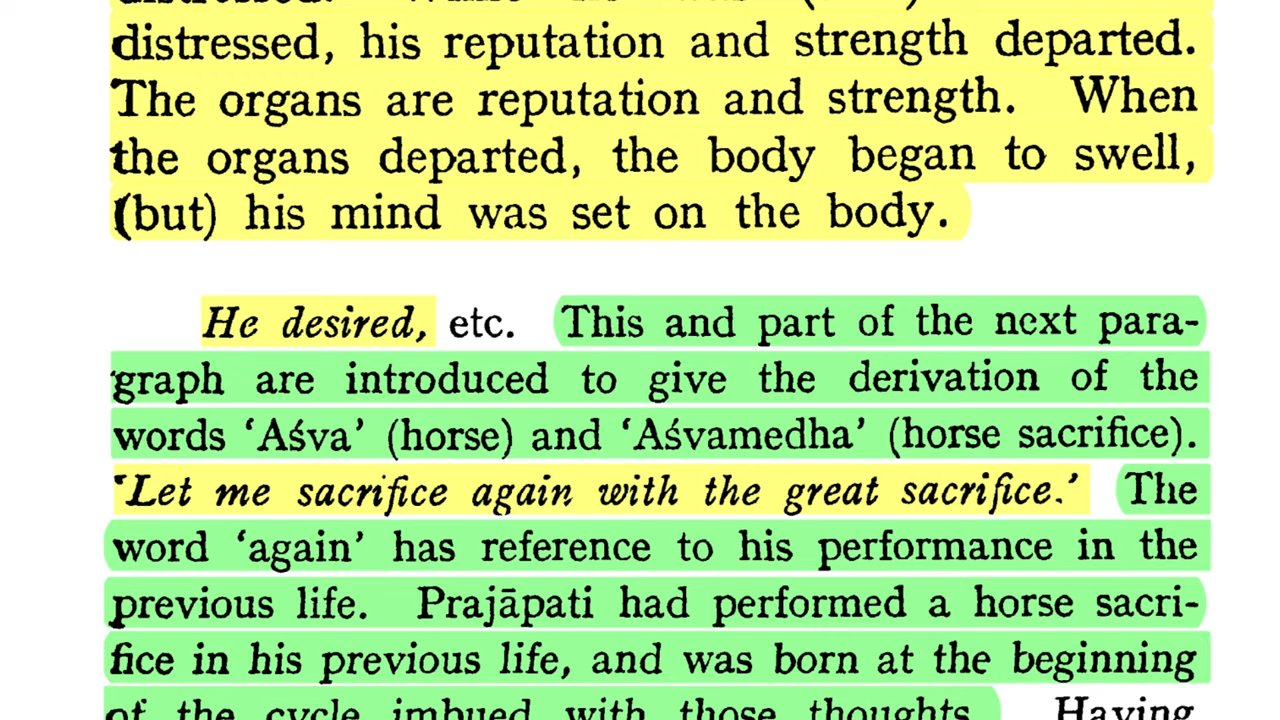 distressed, his reputation and strength departed.
The organs are reputation and strength. When
the organs departed, the body began to swell,
(but) his mind was set on the body.
He desired, etc. This and part of the next para-
graph are introduced to give the derivation of the
words ‘Aśva’ (horse) and ‘Aśvamedha’ (horse sacrifice).
‘Let me sacrifice again with the great sacrifice.’ The
word ‘again’ has reference to his performance in the
previous life. Prajāpati had performed a horse sacri-
fice in his previous life, and was born at the beginning
of the cycle imbued with those thoughts. Having